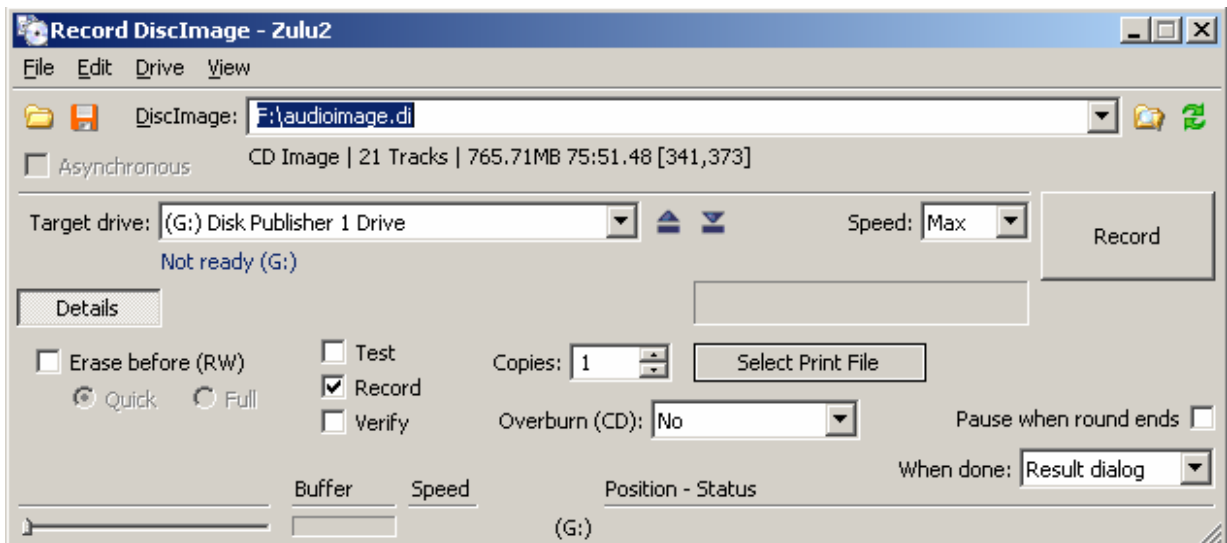 Record DiscImage - Zulu2
File Edit Drive View
DiscImage: F:\audioimage.di
Asynchronous CD Image | 21 Tracks | 765.71MB 75:51.48 [341,373]
Target drive: (G:) Disk Publisher 1 Drive Speed: Max Record
Not ready (G:)
Details
Erase before (RW) Test Copies: 1 Select Print File
Quick Full Record
Verify Overburn (CD): No Pause when round ends
When done: Result dialog
Buffer Speed Position - Status
(G:)